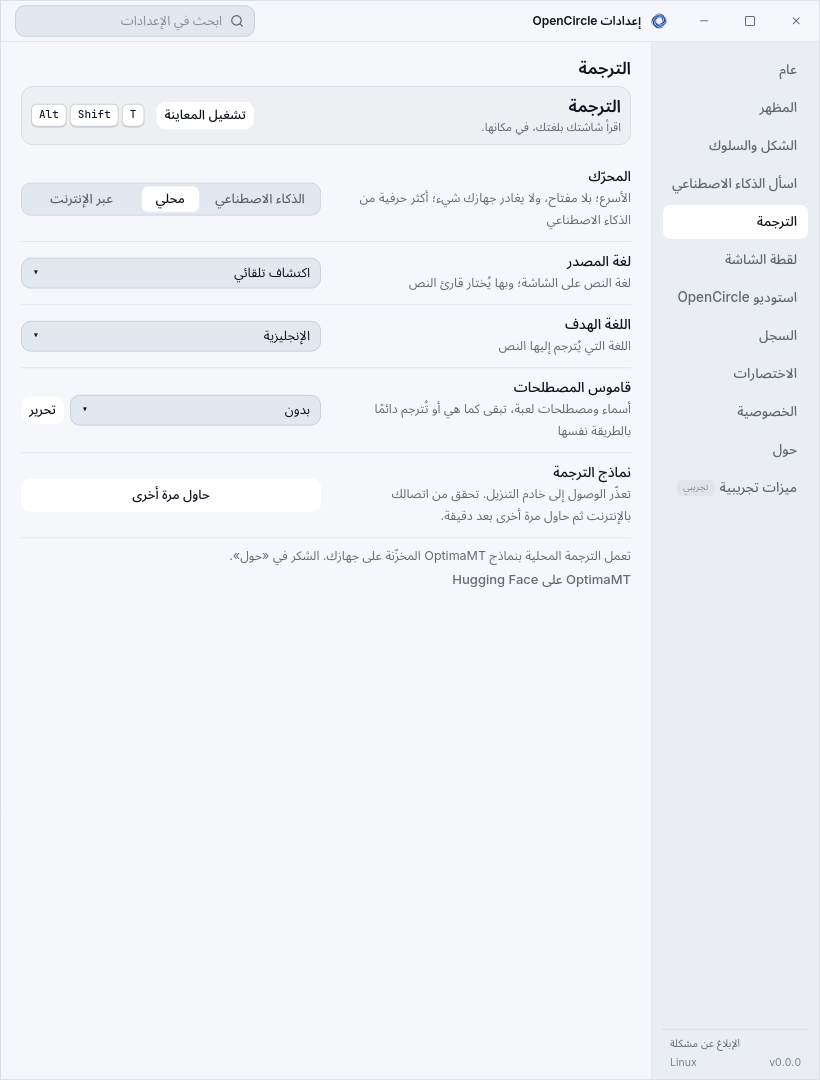 إعدادات OpenCircle
ابحث في الإعدادات
عام
المظهر
الشكل والسلوك
اسأل الذكاء الاصطناعي
الترجمة
لقطة الشاشة
استوديو OpenCircle
السجل
الاختصارات
الخصوصية
حول
ميزات تجريبية تجريبي
الإبلاغ عن مشكلة
v0.0.0 Linux
الترجمة
الترجمة
اقرأ شاشتك بلغتك، في مكانها.
تشغيل المعاينة
Alt Shift T
المحرّك
الأسرع؛ بلا مفتاح، ولا يغادر جهازك شيء؛ أكثر حرفية من
الذكاء الاصطناعي
الذكاء الاصطناعي محلي عبر الإنترنت
لغة المصدر
لغة النص على الشاشة؛ وبها يُختار قارئ النص
اكتشاف تلقائي
اللغة الهدف
اللغة التي يُترجم إليها النص
الإنجليزية
قاموس المصطلحات
أسماء ومصطلحات لعبة، تبقى كما هي أو تُترجم دائمًا
بالطريقة نفسها
بدون
تحرير
نماذج الترجمة
تعذّر الوصول إلى خادم التنزيل. تحقق من اتصالك
بالإنترنت ثم حاول مرة أخرى بعد دقيقة.
حاول مرة أخرى
تعمل الترجمة المحلية بنماذج OptimaMT المخزّنة على جهازك. الشكر في «حول».
OptimaMT على Hugging Face